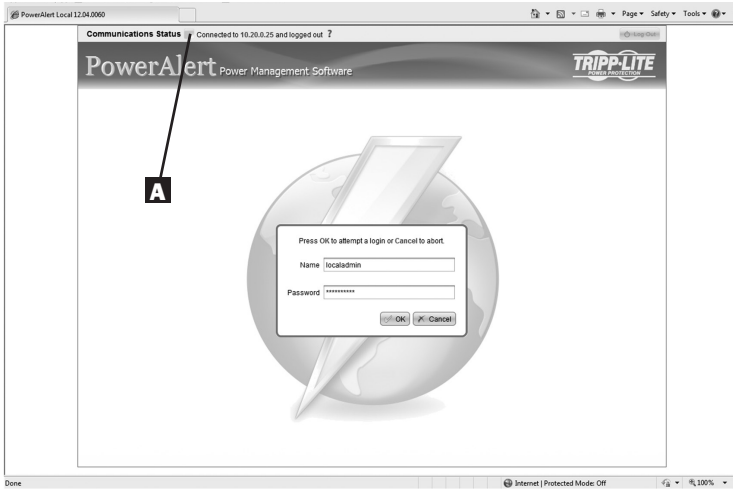 PowerAlert Local 12.04.0060
Page Safety Tools
Communications Status Connected to 10.20.0.25 and logged out ?
Log Out
PowerAlert Power Management Software
TRIPP·LITE
POWER PROTECTION
A
Press OK to attempt a login or Cancel to abort.
Name localadmin
Password **********
OK Cancel
Done
Internet | Protected Mode: Off
100%